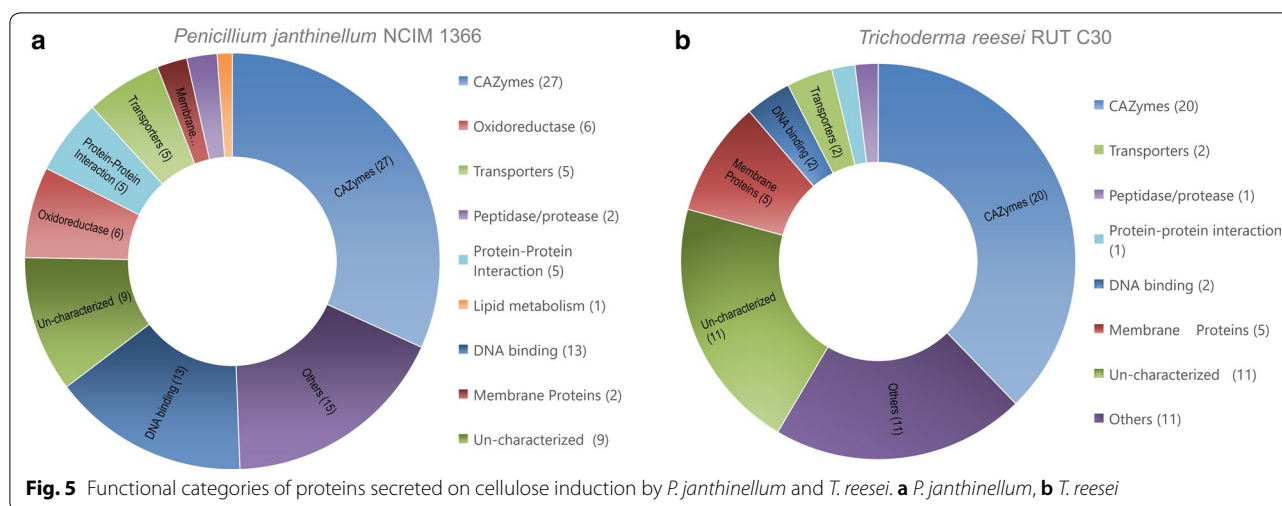 a
Penicillium janthinellum NCIM 1366
CAZymes (27)
Others (15)
DNA binding (13)
Un-characterized (9)
Oxidoreductase (6)
Protein-Protein
Interaction (5)
Transporters (5)
Membrane...
CAZymes (27)
Oxidoreductase (6)
Transporters (5)
Peptidase/protease (2)
Protein-Protein
Interaction (5)
Lipid metabolism (1)
DNA binding (13)
Membrane Proteins (2)
Un-characterized (9)
b
Trichoderma reesei RUT C30
CAZymes (20)
Others (11)
Un-characterized
(11)
Membrane
Proteins (5)
DNA binding (2)
Transporters (2)
CAZymes (20)
Transporters (2)
Peptidase/protease (1)
Protein-protein interaction
(1)
DNA binding (2)
Membrane Proteins (5)
Un-characterized (11)
Others (11)
Fig. 5 Functional categories of proteins secreted on cellulose induction by P. janthinellum and T. reesei. a P. janthinellum, b T. reesei